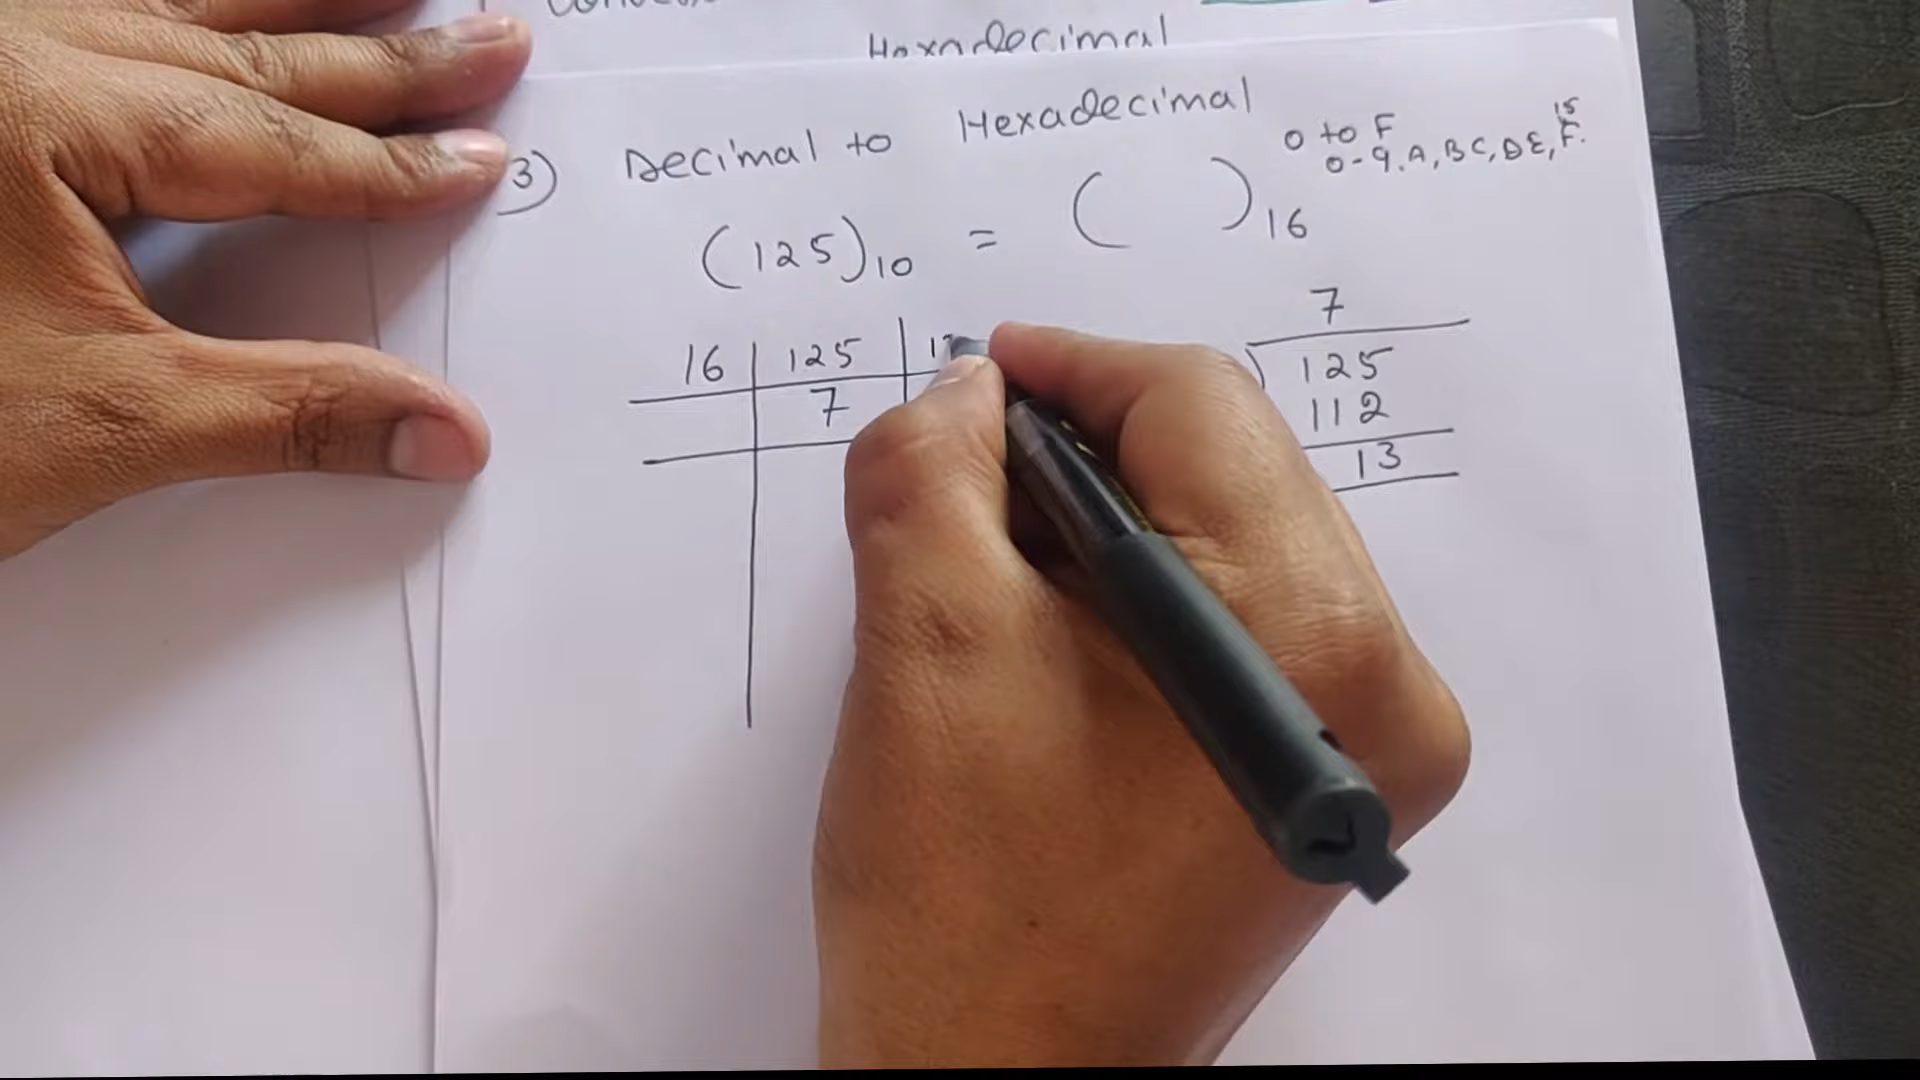 Hexadecimal
3) Decimal to Hexadecimal
0 to F
15
0-9. A, B C, D E, F.
(125)10 = ( )16
7
16 125
125
7
112
13